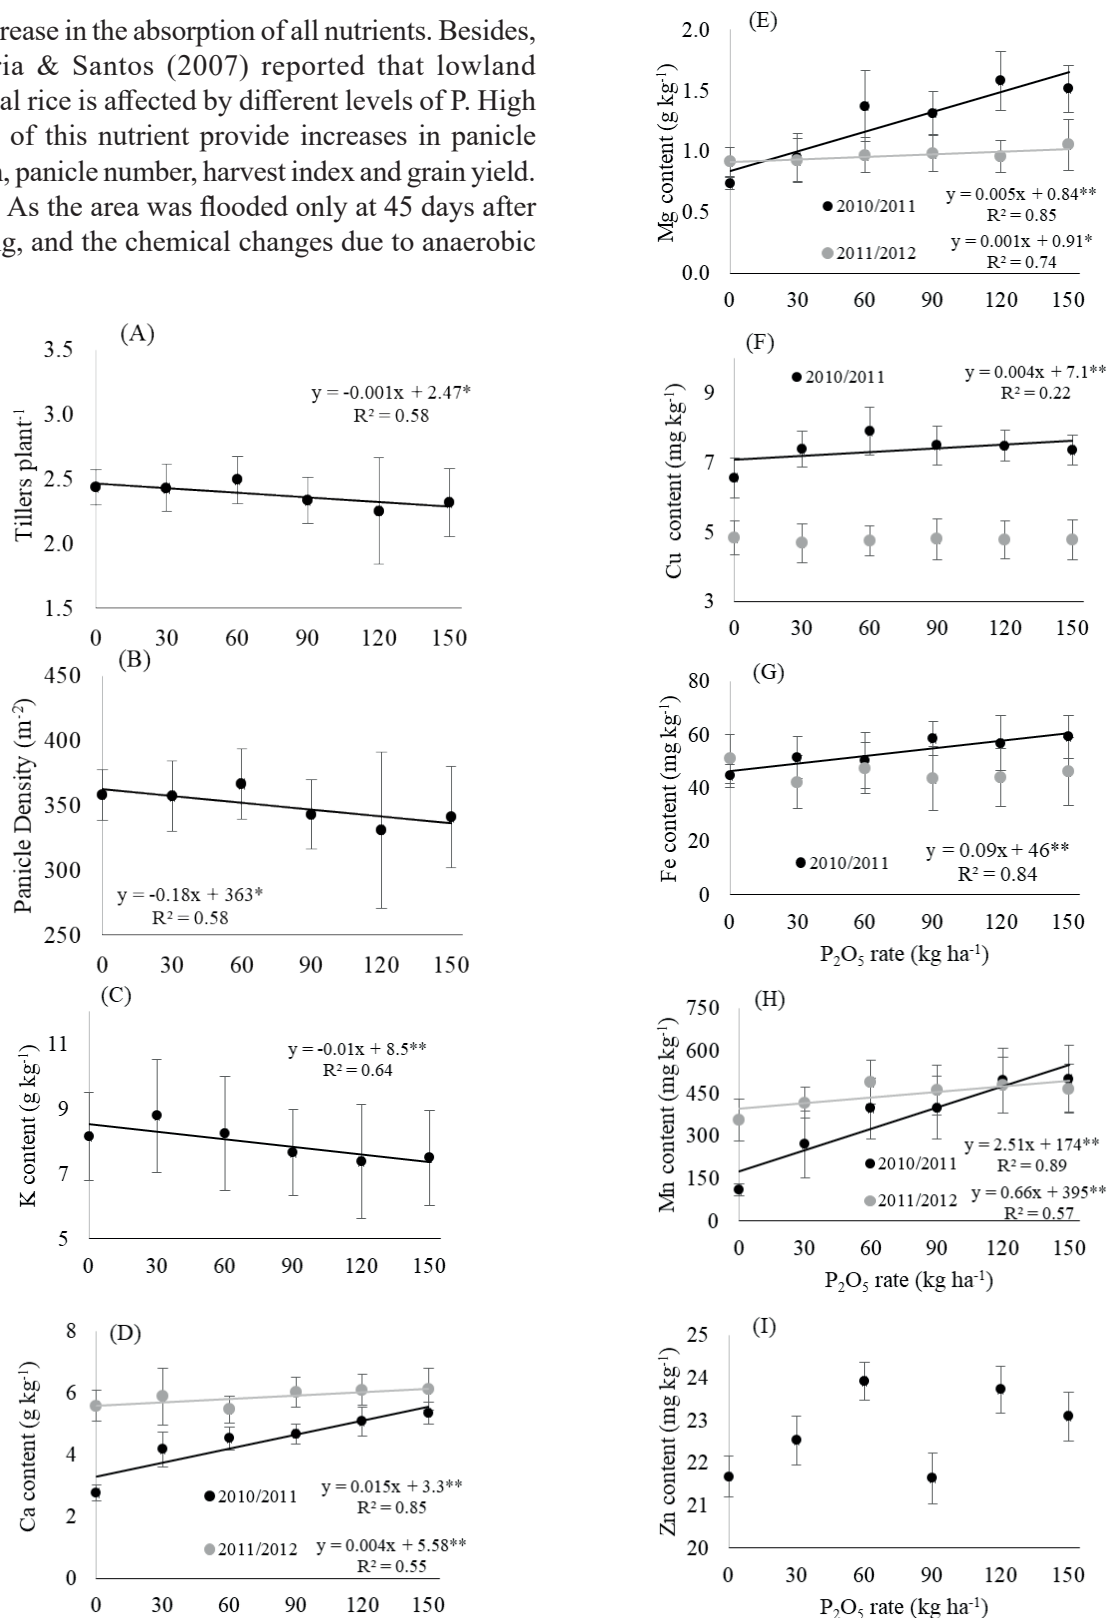 rease in the absorption of all nutrients. Besides,
ria & Santos (2007) reported that lowland
al rice is affected by different levels of P. High
of this nutrient provide increases in panicle
, panicle number, harvest index and grain yield.
As the area was flooded only at 45 days after
g, and the chemical changes due to anaerobic
(A)
3.5
3.0
2.5
2.0
1.5
Tillers plant⁻¹
y = -0.001x + 2.47*
R² = 0.58
0 30 60 90 120 150
(B)
450
400
350
300
250
Panicle Density (m⁻²)
y = -0.18x + 363*
R² = 0.58
0 30 60 90 120 150
(C)
11
9
7
5
K content (g kg⁻¹)
y = -0.01x + 8.5**
R² = 0.64
0 30 60 90 120 150
(D)
8
6
4
2
0
Ca content (g kg⁻¹)
2010/2011
y = 0.015x + 3.3**
R² = 0.85
2011/2012
y = 0.004x + 5.58**
R² = 0.55
0 30 60 90 120 150
(E)
2.0
1.5
1.0
0.5
0.0
Mg content (g kg⁻¹)
2010/2011
y = 0.005x + 0.84**
R² = 0.85
2011/2012
y = 0.001x + 0.91*
R² = 0.74
0 30 60 90 120 150
(F)
9
7
5
3
Cu content (mg kg⁻¹)
2010/2011
y = 0.004x + 7.1**
R² = 0.22
0 30 60 90 120 150
(G)
80
60
40
20
0
Fe content (mg kg⁻¹)
2010/2011
y = 0.09x + 46**
R² = 0.84
0 30 60 90 120 150
P₂O₅ rate (kg ha⁻¹)
(H)
750
600
450
300
150
0
Mn content (mg kg⁻¹)
2010/2011
y = 2.51x + 174**
R² = 0.89
2011/2012
y = 0.66x + 395**
R² = 0.57
0 30 60 90 120 150
P₂O₅ rate (kg ha⁻¹)
(I)
25
24
23
22
21
20
Zn content (mg kg⁻¹)
0 30 60 90 120 150
P₂O₅ rate (kg ha⁻¹)